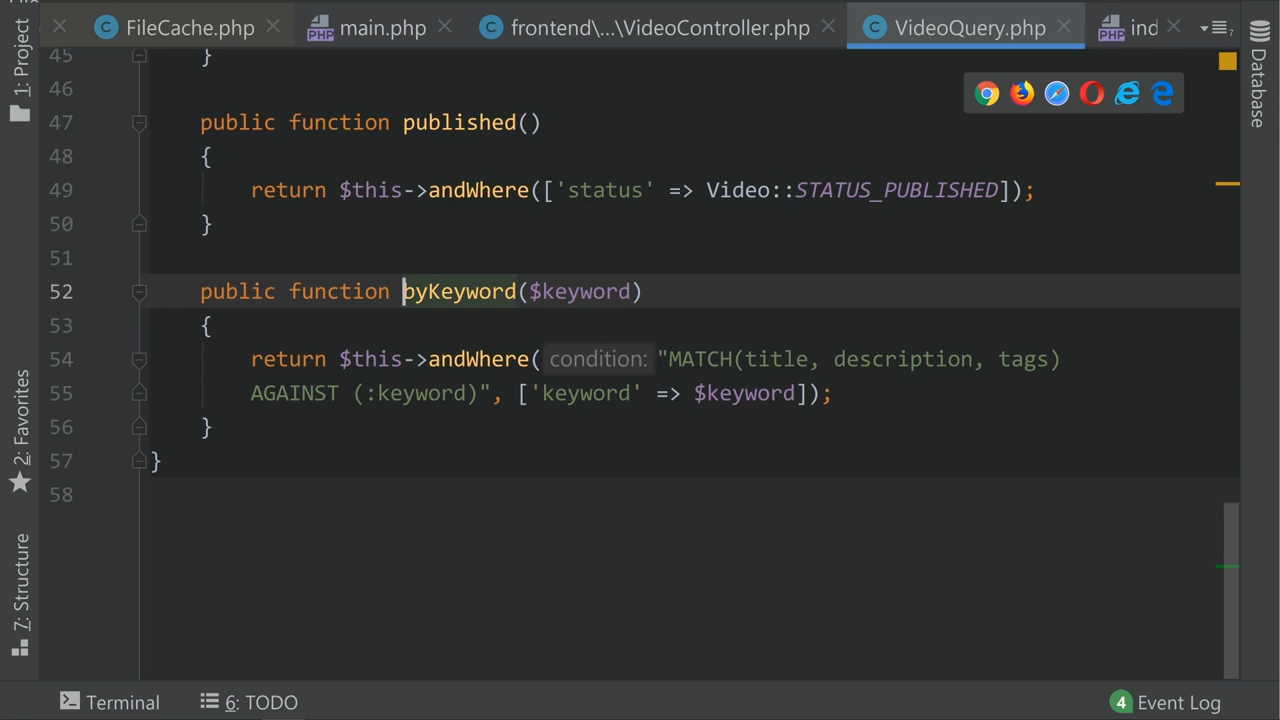 FileCache.php
main.php
frontend\...\VideoController.php
VideoQuery.php
ind
7
1: Project
2: Favorites
7: Structure
Database
45 }
46
47 public function published()
48 {
49 return $this->andWhere(['status' => Video::STATUS_PUBLISHED]);
50 }
51
52 public function byKeyword($keyword)
53 {
54 return $this->andWhere( condition: "MATCH(title, description, tags)
55 AGAINST (:keyword)", ['keyword' => $keyword]);
56 }
57 }
58
Terminal
6: TODO
4 Event Log